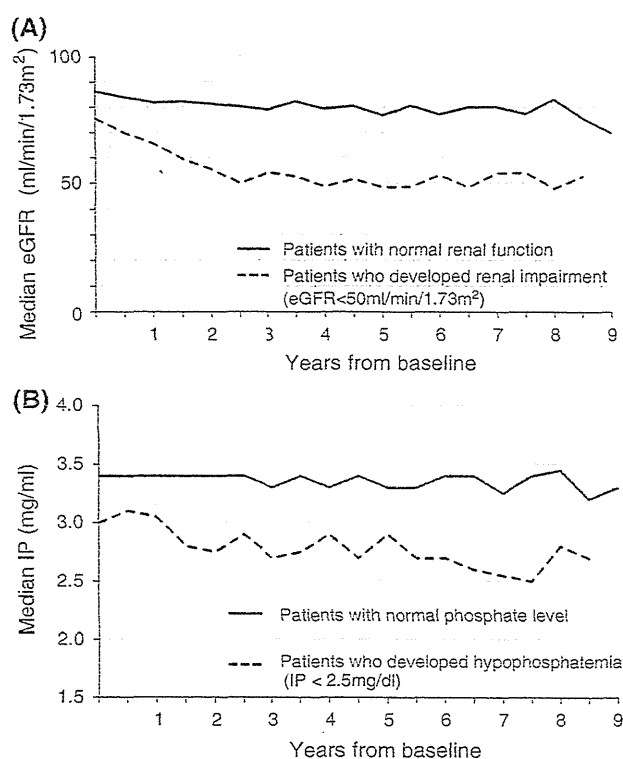 (A)
100
50
0
Median eGFR (ml/min/1.73m²)
Patients with normal renal function
Patients who developed renal impairment
(eGFR<50ml/min/1.73m²)
1 2 3 4 5 6 7 8 9
Years from baseline
(B)
4.0
3.5
3.0
2.5
2.0
1.5
Median IP (mg/ml)
Patients with normal phosphate level
Patients who developed hypophosphatemia
(IP < 2.5mg/dl)
1 2 3 4 5 6 7 8 9
Years from baseline